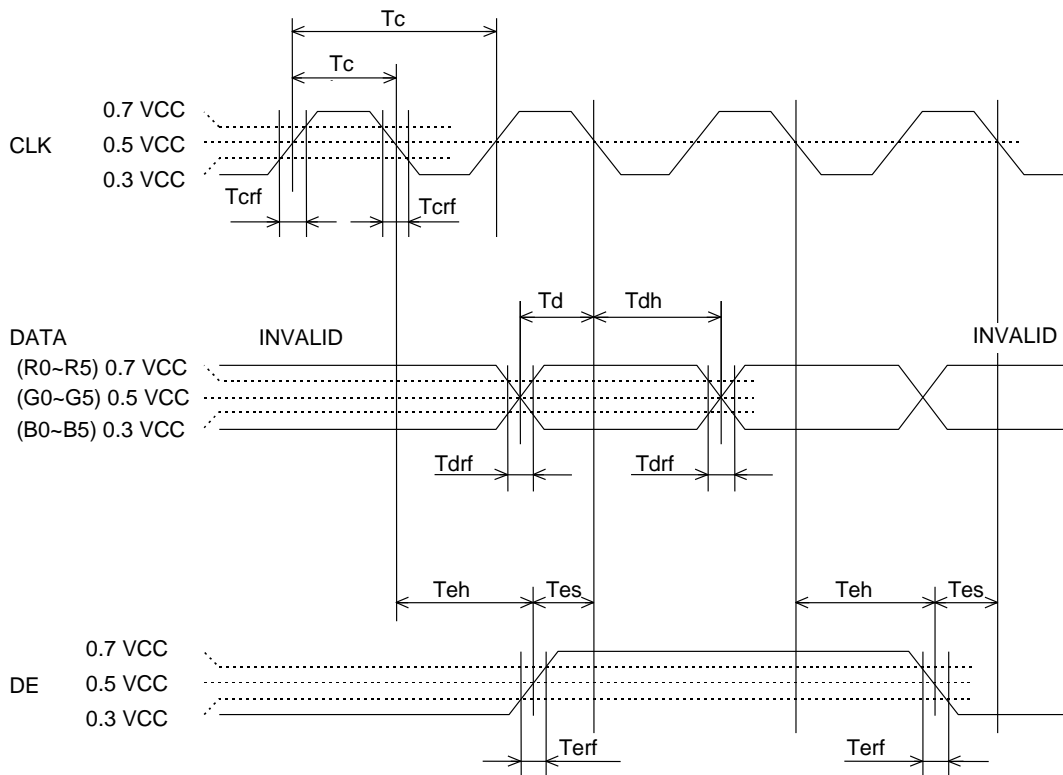 Tc
Tc
0.7 VCC
CLK 0.5 VCC
0.3 VCC
Tcrf Tcrf
Td Tdh
DATA INVALID INVALID
(R0~R5) 0.7 VCC
(G0~G5) 0.5 VCC
(B0~B5) 0.3 VCC
Tdrf Tdrf
Teh Tes Teh Tes
0.7 VCC
DE 0.5 VCC
0.3 VCC
Terf Terf